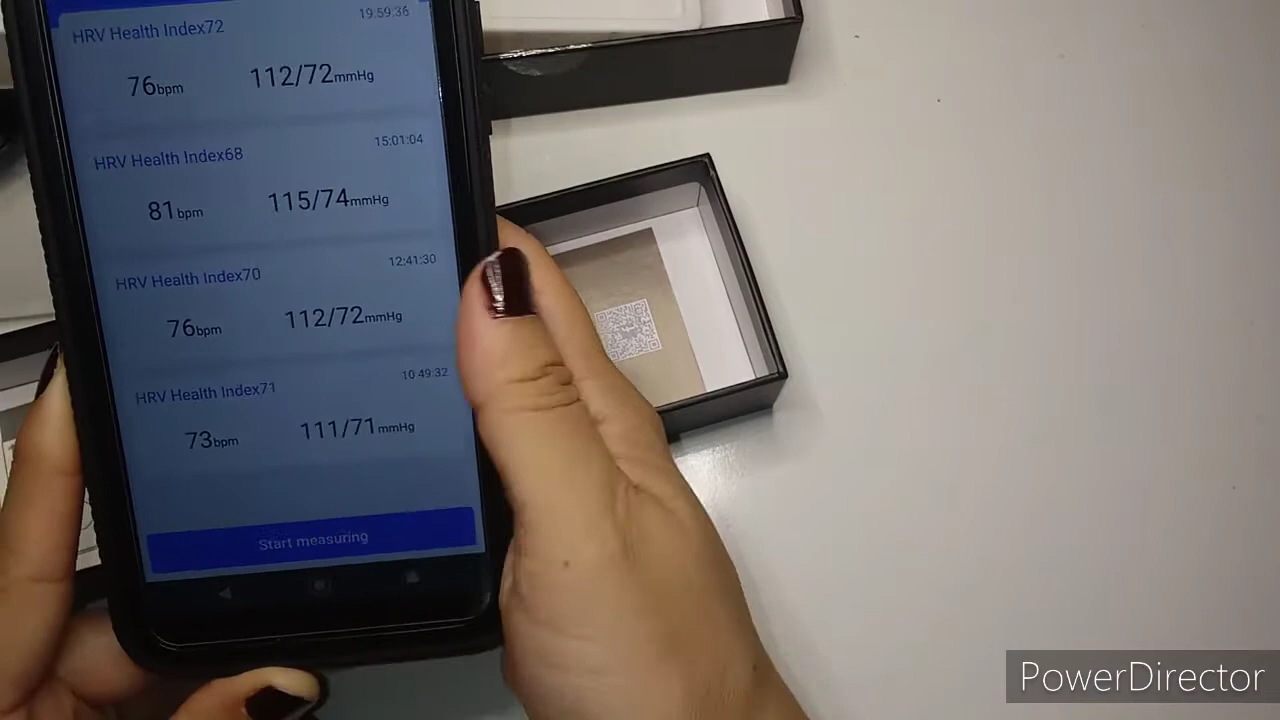 19:59:36
HRV Health Index72
76bpm 112/72mmHg
15:01:04
HRV Health Index68
81bpm 115/74mmHg
12:41:30
HRV Health Index70
76bpm 112/72mmHg
10 49:32
HRV Health Index71
73bpm 111/71mmHg
Start measuring
PowerDirector